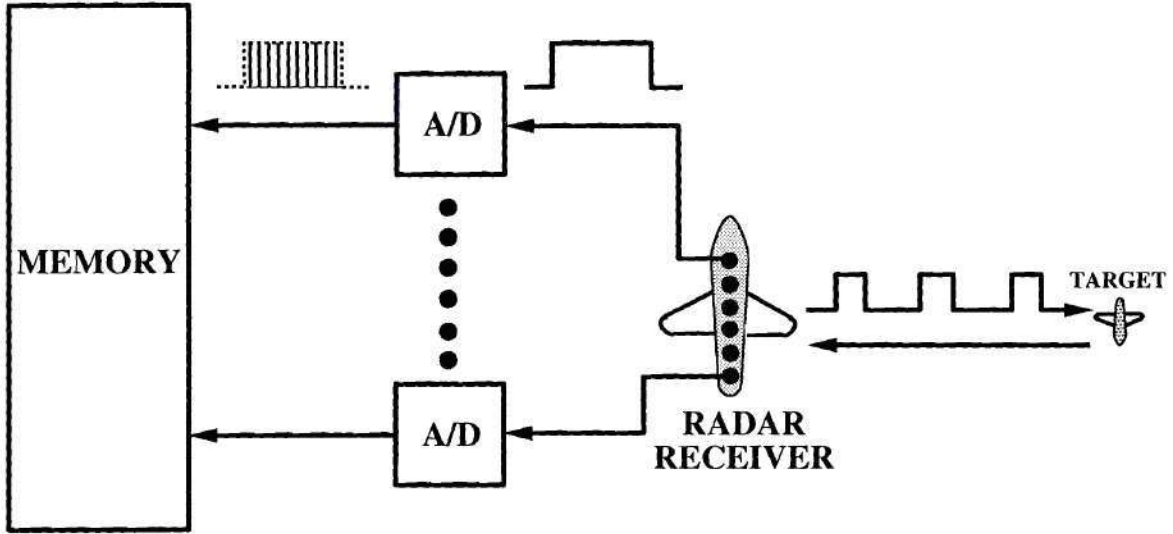 A/D
MEMORY
TARGET
A/D
RADAR
RECEIVER